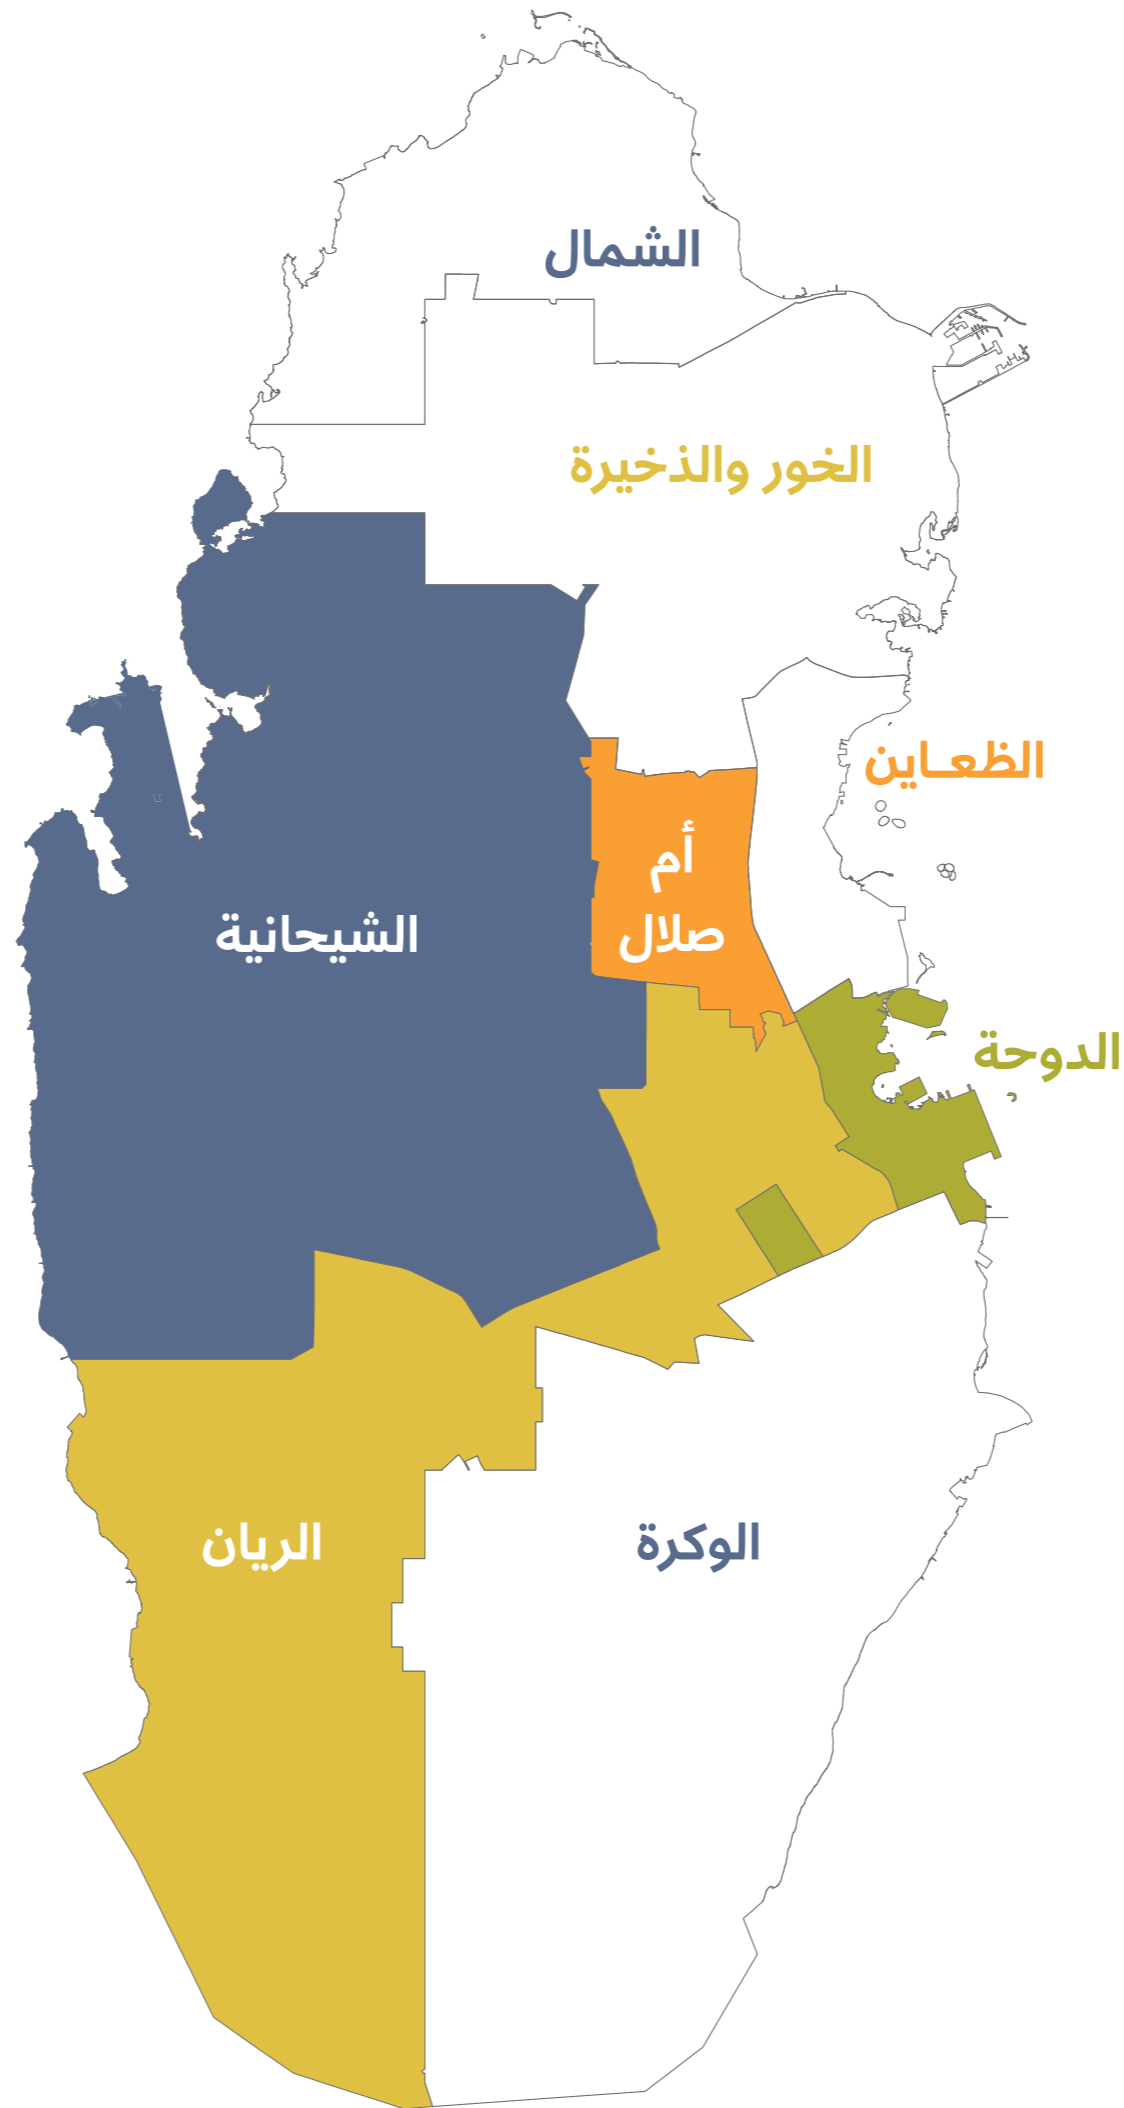 الشمال
الخور والذخيرة
الظعـاين
أم
صلال
الشيحانية
الدوحة
الريان
الوكرة